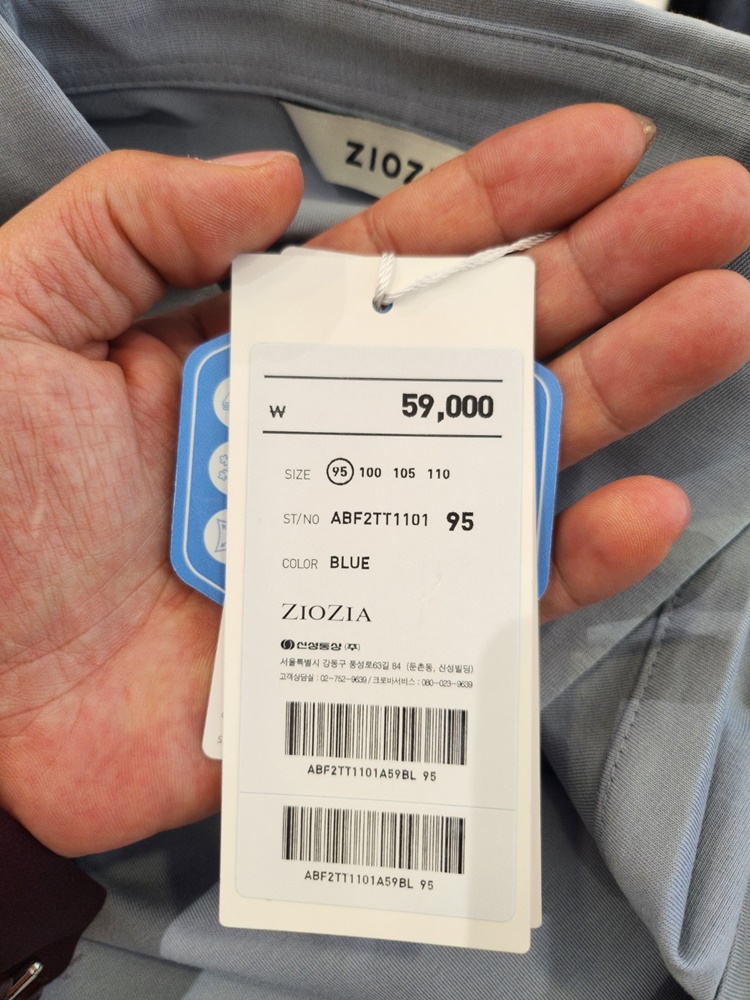 ZIOZI
₩ 59,000
SIZE 95 100 105 110
ST/NO ABF2TT1101 95
COLOR BLUE
ZIOZIA
신성통상 (주)
서울특별시 강동구 풍성로63길 84 (둔촌동, 신성빌딩)
고객상담실 : 02-752-9639 / 크로바서비스 : 080-023-9639
ABF2TT1101A59BL 95
ABF2TT1101A59BL 95